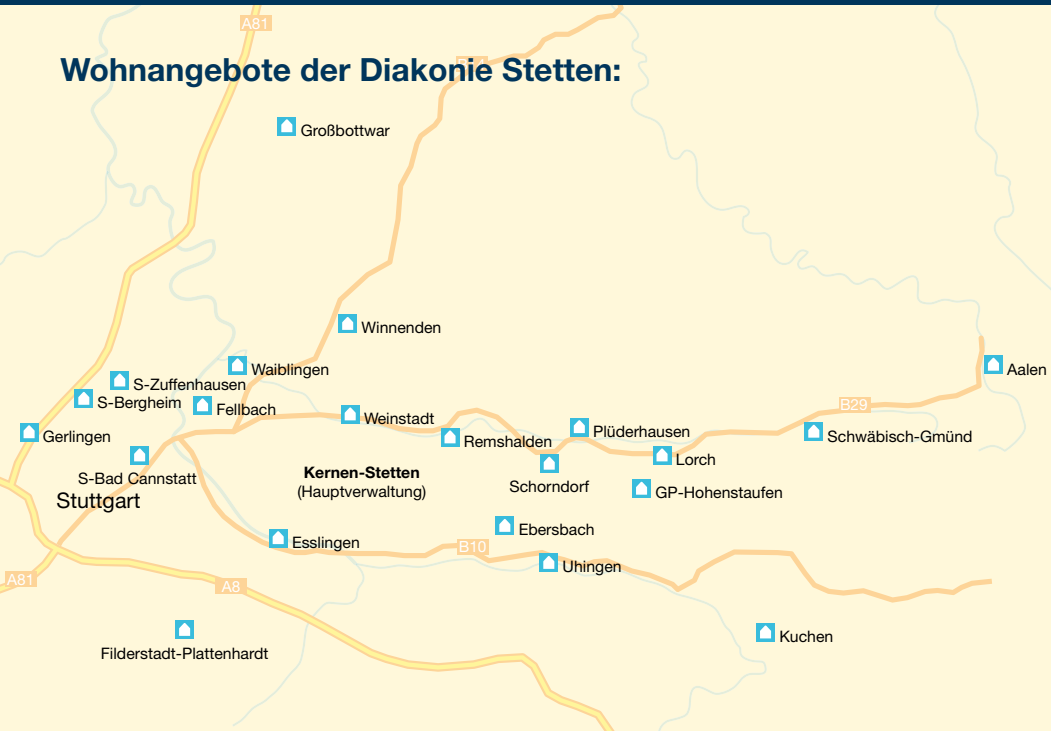 A81
Wohnangebote der Diakonie Stetten:
Großbottwar
Winnenden
Waiblingen
S-Zuffenhausen
S-Bergheim
Fellbach
Aalen
B29
Weinstadt
Plüderhausen
Gerlingen
Remshalden
Schwäbisch-Gmünd
Lorch
S-Bad Cannstatt
Kernen-Stetten
(Hauptverwaltung)
Schorndorf
GP-Hohenstaufen
Stuttgart
Ebersbach
Esslingen
B10
Uhingen
A81
A8
Kuchen
Filderstadt-Plattenhardt